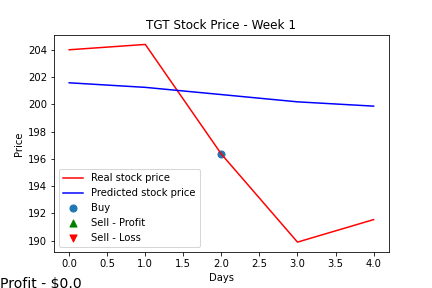 TGT Stock Price - Week 1
204
202
200
198
196
194
192
190
Price
Real stock price
Predicted stock price
Buy
Sell - Profit
Sell - Loss
0.0 0.5 1.0 1.5 2.0 2.5 3.0 3.5 4.0
Days
Profit - $0.0